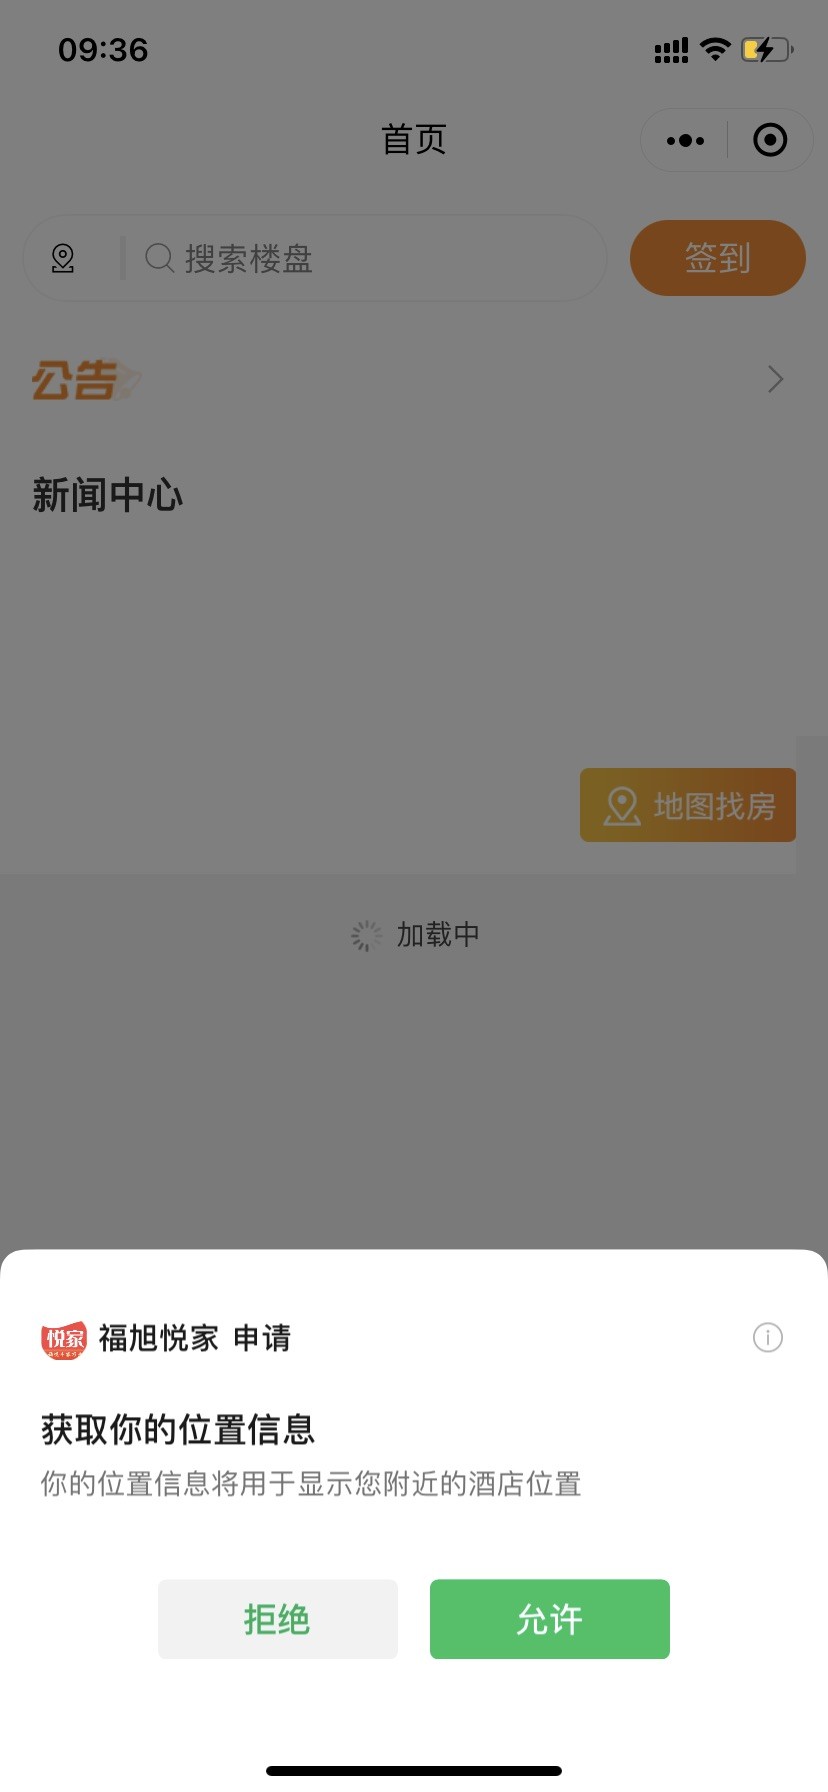 09:36
首页
搜索楼盘
签到
公告
新闻中心
地图找房
加载中
悦家
福旭悦家 申请
获取你的位置信息
你的位置信息将用于显示您附近的酒店位置
拒绝
允许